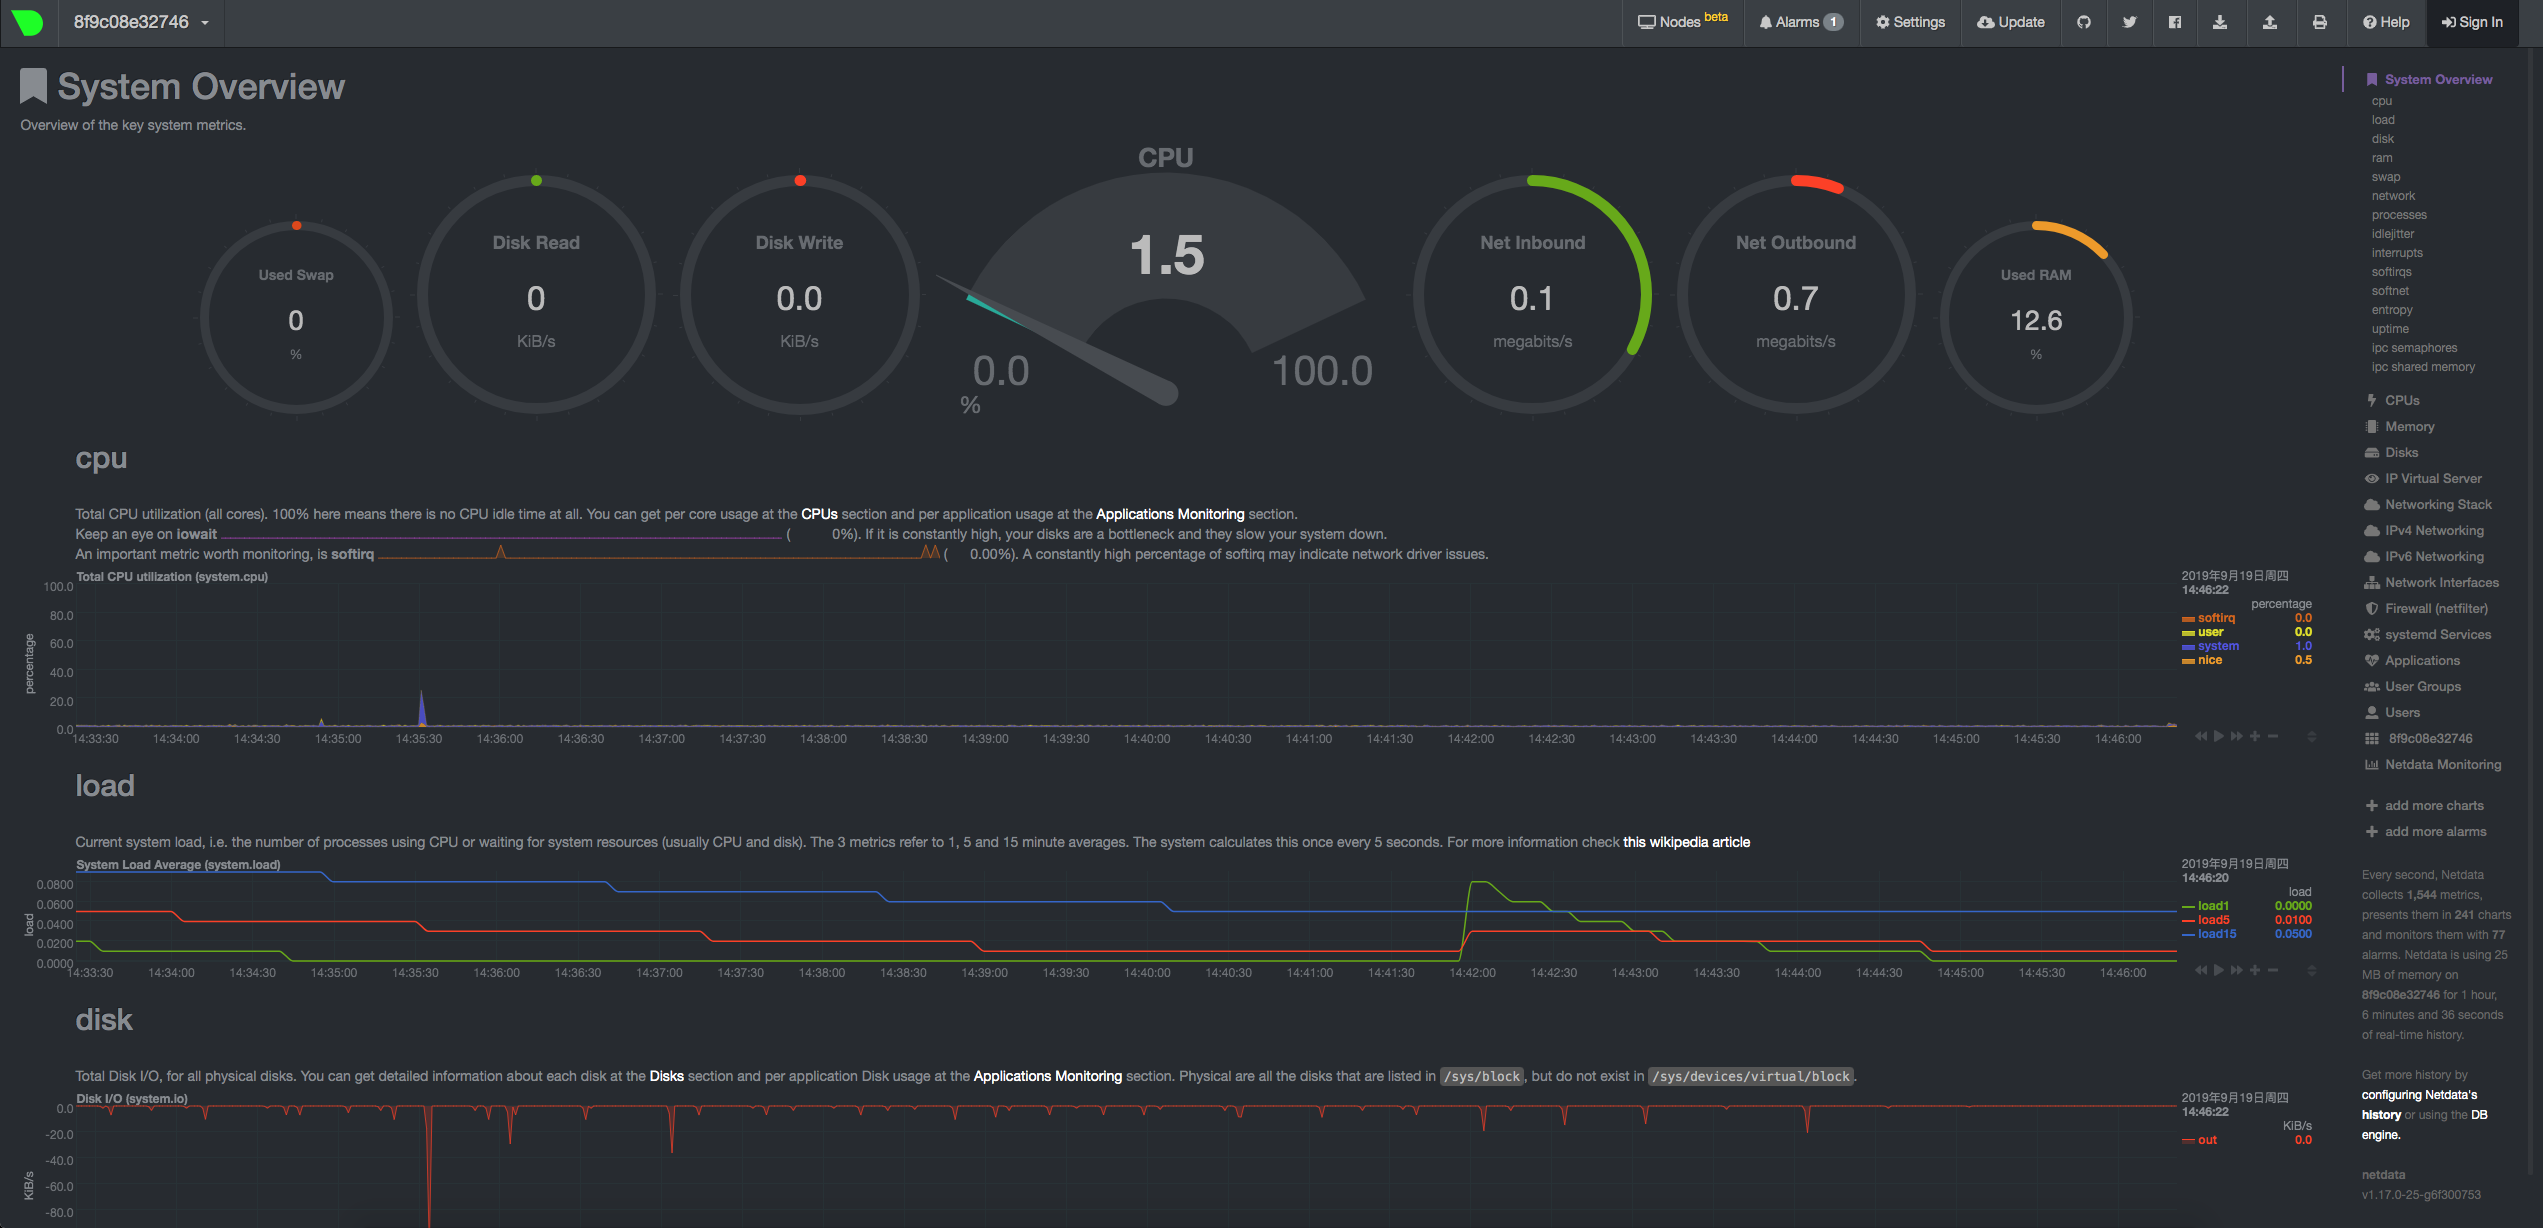 8f9c08e32746
Nodes beta
Alarms 1
Settings
Update
Help
Sign In
System Overview
Overview of the key system metrics.
Used Swap
0
%
Disk Read
0
KiB/s
Disk Write
0.0
KiB/s
CPU
1.5
0.0
100.0
%
Net Inbound
0.1
megabits/s
Net Outbound
0.7
megabits/s
Used RAM
12.6
%
cpu
Total CPU utilization (all cores). 100% here means there is no CPU idle time at all. You can get per core usage at the CPUs section and per application usage at the Applications Monitoring section.
Keep an eye on iowait ( 0%). If it is constantly high, your disks are a bottleneck and they slow your system down.
An important metric worth monitoring, is softirq ( 0.00%). A constantly high percentage of softirq may indicate network driver issues.
Total CPU utilization (system.cpu)
percentage
100.0
80.0
60.0
40.0
20.0
0.0
14:33:30 14:34:00 14:34:30 14:35:00 14:35:30 14:36:00 14:36:30 14:37:00 14:37:30 14:38:00 14:38:30 14:39:00 14:39:30 14:40:00 14:40:30 14:41:00 14:41:30 14:42:00 14:42:30 14:43:00 14:43:30 14:44:00 14:44:30 14:45:00 14:45:30 14:46:00
2019年9月19日周四
14:46:22
percentage
softirq 0.0
user 0.0
system 1.0
nice 0.5
load
Current system load, i.e. the number of processes using CPU or waiting for system resources (usually CPU and disk). The 3 metrics refer to 1, 5 and 15 minute averages. The system calculates this once every 5 seconds. For more information check this wikipedia article
System Load Average (system.load)
load
0.0800
0.0600
0.0400
0.0200
0.0000
14:33:30 14:34:00 14:34:30 14:35:00 14:35:30 14:36:00 14:36:30 14:37:00 14:37:30 14:38:00 14:38:30 14:39:00 14:39:30 14:40:00 14:40:30 14:41:00 14:41:30 14:42:00 14:42:30 14:43:00 14:43:30 14:44:00 14:44:30 14:45:00 14:45:30 14:46:00
2019年9月19日周四
14:46:20
load
load1 0.0000
load5 0.0100
load15 0.0500
disk
Total Disk I/O, for all physical disks. You can get detailed information about each disk at the Disks section and per application Disk usage at the Applications Monitoring section. Physical are all the disks that are listed in /sys/block, but do not exist in /sys/devices/virtual/block.
Disk I/O (system.io)
KiB/s
0.0
-20.0
-40.0
-60.0
-80.0
2019年9月19日周四
14:46:22
KiB/s
out 0.0
System Overview
cpu
load
disk
ram
swap
network
processes
idlejitter
interrupts
softirqs
softnet
entropy
uptime
ipc semaphores
ipc shared memory
CPUs
Memory
Disks
IP Virtual Server
Networking Stack
IPv4 Networking
IPv6 Networking
Network Interfaces
Firewall (netfilter)
systemd Services
Applications
User Groups
Users
8f9c08e32746
Netdata Monitoring
add more charts
add more alarms
Every second, Netdata
collects 1,544 metrics,
presents them in 241 charts
and monitors them with 77
alarms. Netdata is using 25
MB of memory on
8f9c08e32746 for 1 hour,
6 minutes and 36 seconds
of real-time history.
Get more history by
configuring Netdata's
history or using the DB
engine.
netdata
v1.17.0-25-g6f300753